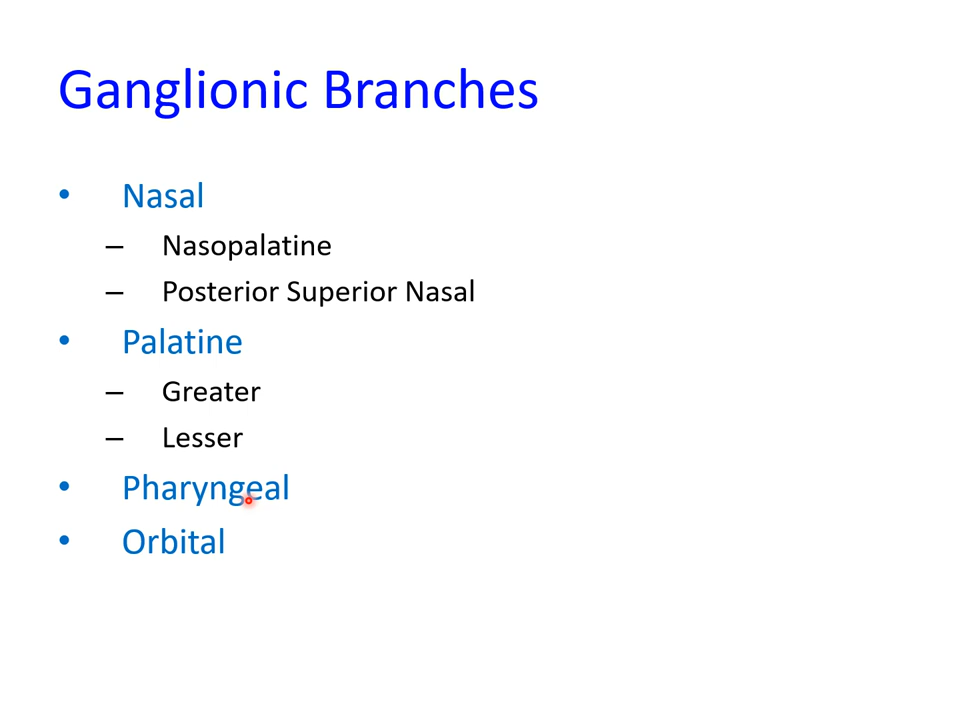 Ganglionic Branches
• Nasal
– Nasopalatine
– Posterior Superior Nasal
• Palatine
– Greater
– Lesser
• Pharyngeal
• Orbital